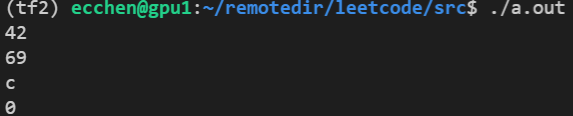 (tf2) ecchen@gpu1:~/remotedir/leetcode/src$ ./a.out
42
69
c
0